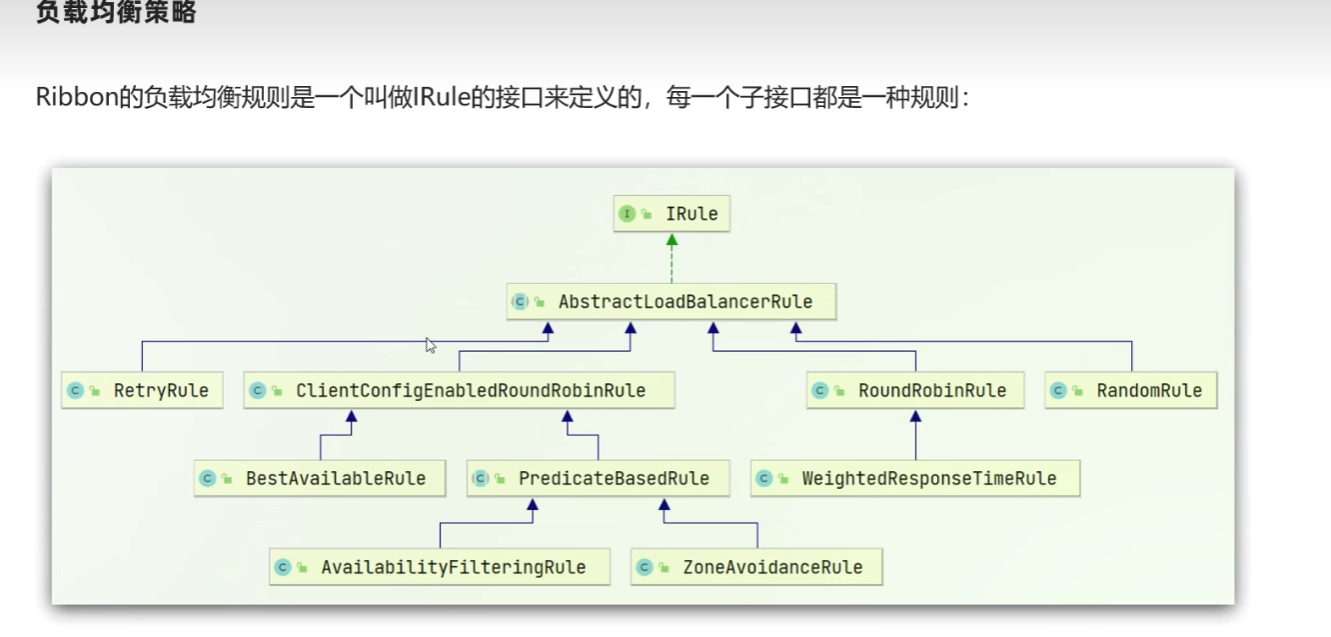 负载均衡策略
Ribbon的负载均衡规则是一个叫做IRule的接口来定义的，每一个子接口都是一种规则：
I IRule
C AbstractLoadBalancerRule
C RetryRule
C ClientConfigEnabledRoundRobinRule
C RoundRobinRule
C RandomRule
C BestAvailableRule
C PredicateBasedRule
C WeightedResponseTimeRule
C AvailabilityFilteringRule
C ZoneAvoidanceRule